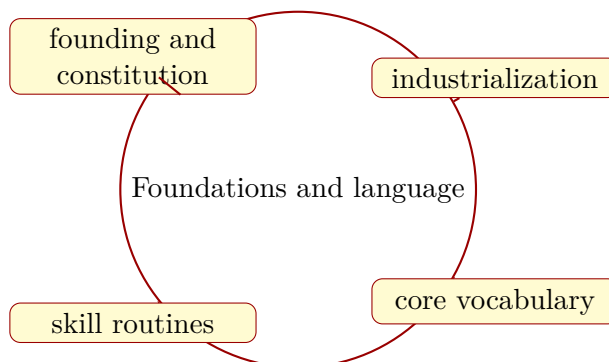 founding and
constitution
industrialization
Foundations and language
skill routines
core vocabulary